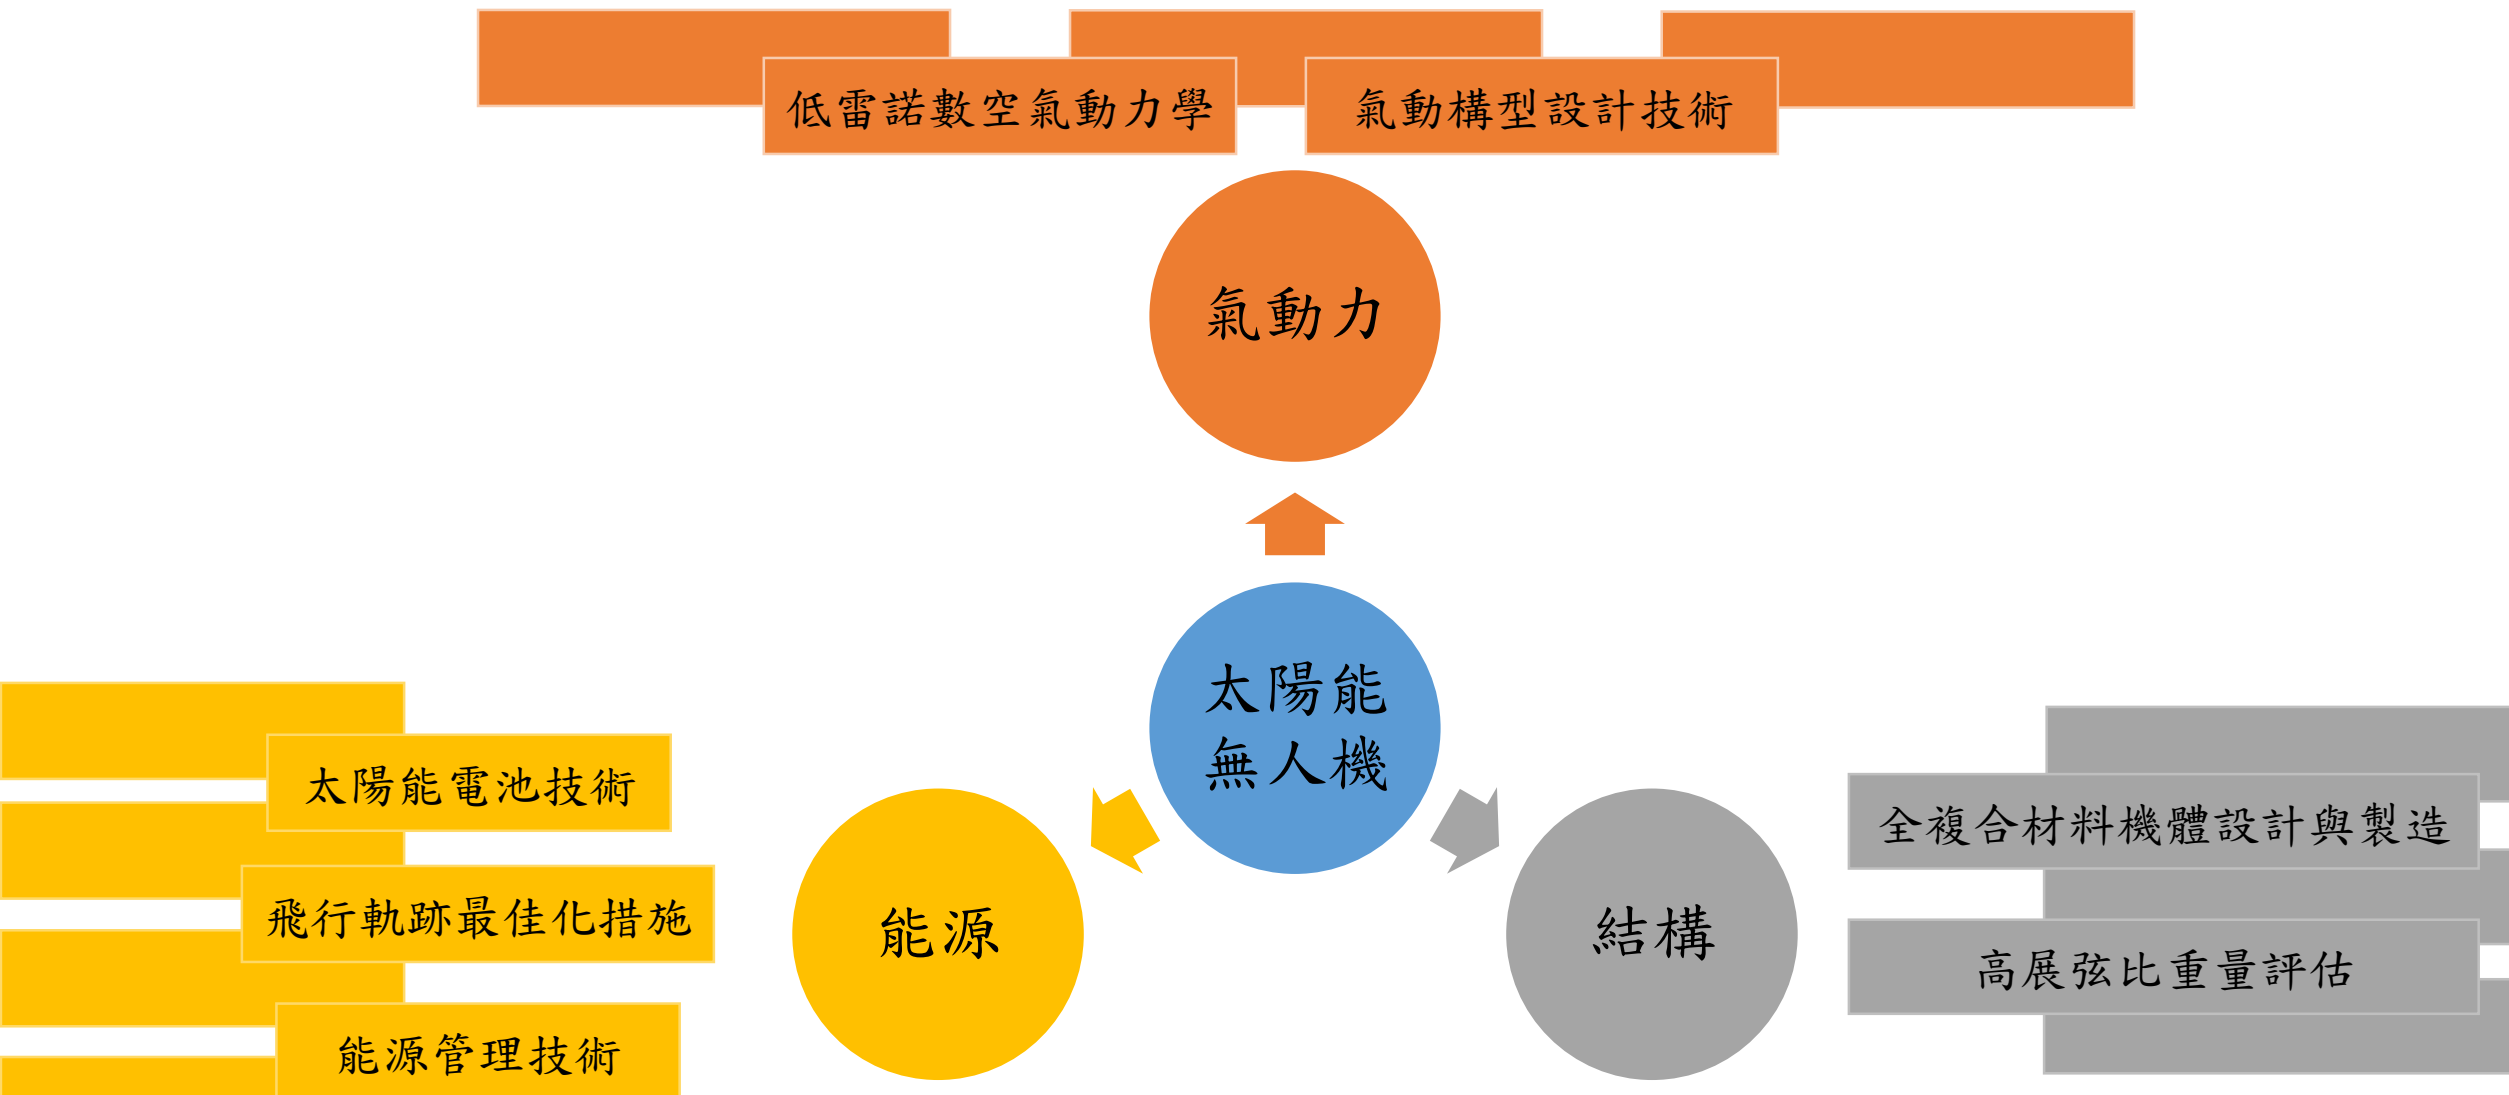 低雷諾數空氣動力學
氣動構型設計技術
氣動力
太陽能
無人機
太陽能電池技術
飛行軌跡最佳化措施
能源管理技術
能源
結構
全複合材料機體設計與製造
高展弦比重量評估